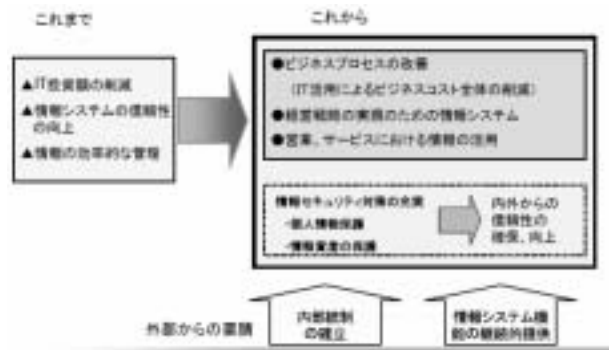 これまで
これから
▲IT投資額の削減
▲情報システムの信頼性
の向上
▲情報の効率的な管理
●ビジネスプロセスの改善
(IT活用によるビジネスコスト全体の削減)
●経営戦略の実現のための情報システム
●営業、サービスにおける情報の活用
情報セキュリティ対策の充実
・個人情報保護
・情報資産の保護
内外からの
信頼性の
確保、向上
外部からの要請
内部統制
の確立
情報システム機
能の継続的提供